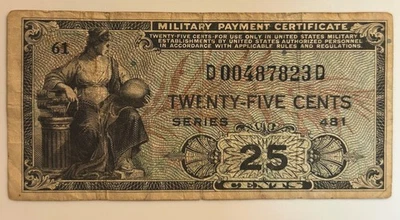 MILITARY PAYMENT CERTIFICATE
61
TWENTY-FIVE CENTS FOR USE ONLY IN UNITED STATES MILITARY
ESTABLISHMENTS BY UNITED STATES AUTHORIZED PERSONNEL
IN ACCORDANCE WITH APPLICABLE RULES AND REGULATIONS.
D00487823D
TWENTY-FIVE CENTS
SERIES 481
25
CENTS